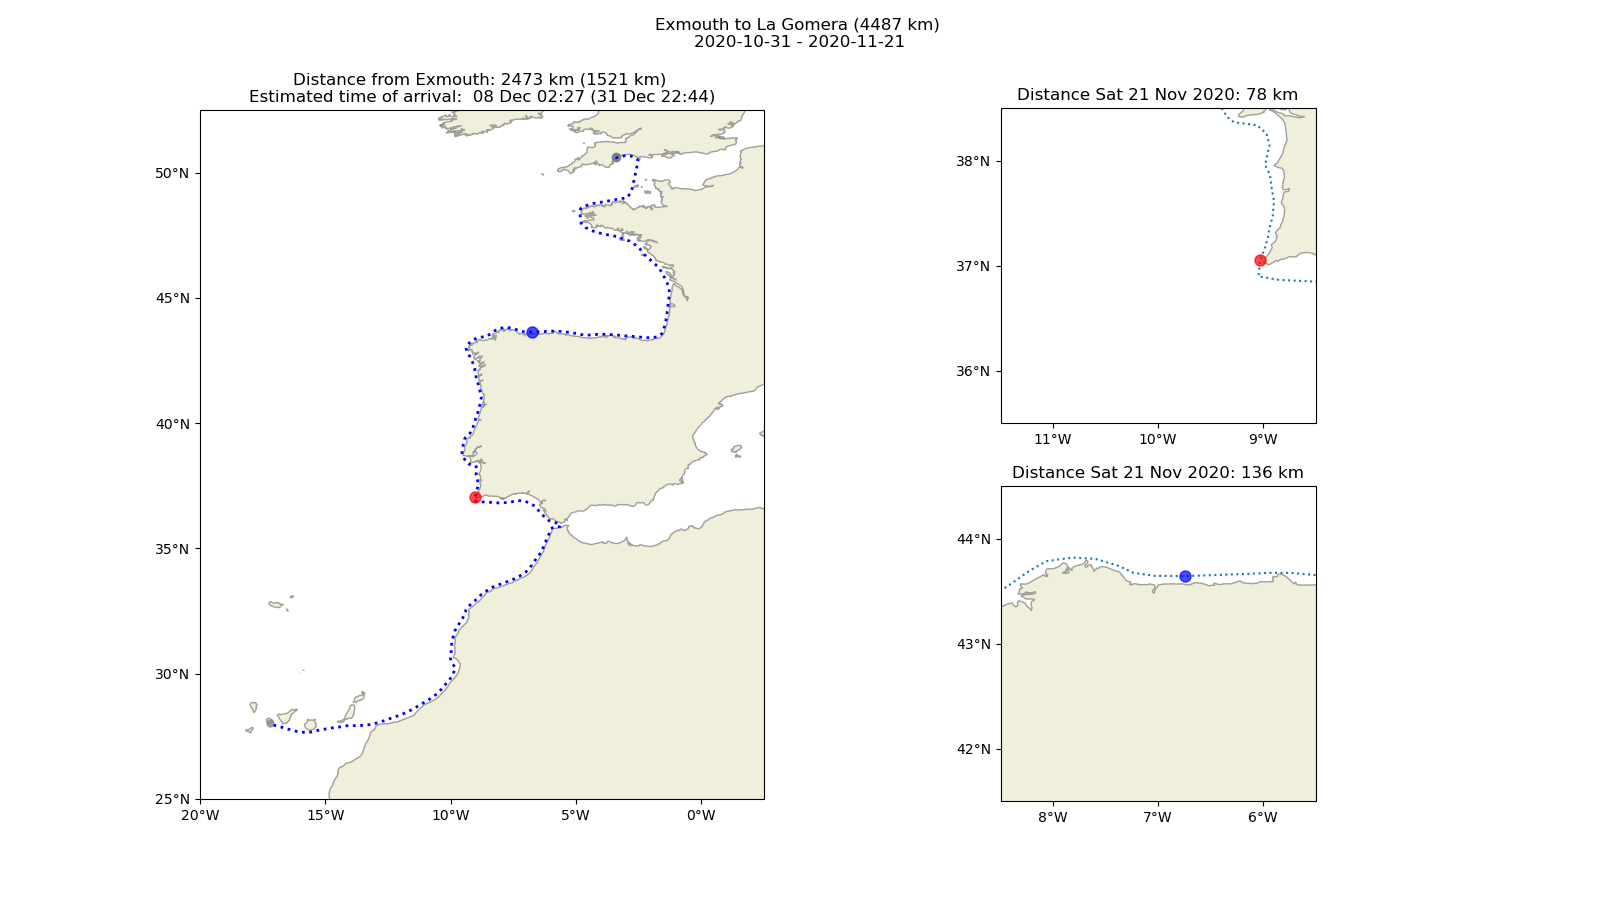 Exmouth to La Gomera (4487 km)
2020-10-31 - 2020-11-21
Distance from Exmouth: 2473 km (1521 km)
Estimated time of arrival:  08 Dec 02:27 (31 Dec 22:44)
50°N
45°N
40°N
35°N
30°N
25°N
20°W
15°W
10°W
5°W
0°W
Distance Sat 21 Nov 2020: 78 km
38°N
37°N
36°N
11°W
10°W
9°W
Distance Sat 21 Nov 2020: 136 km
44°N
43°N
42°N
8°W
7°W
6°W